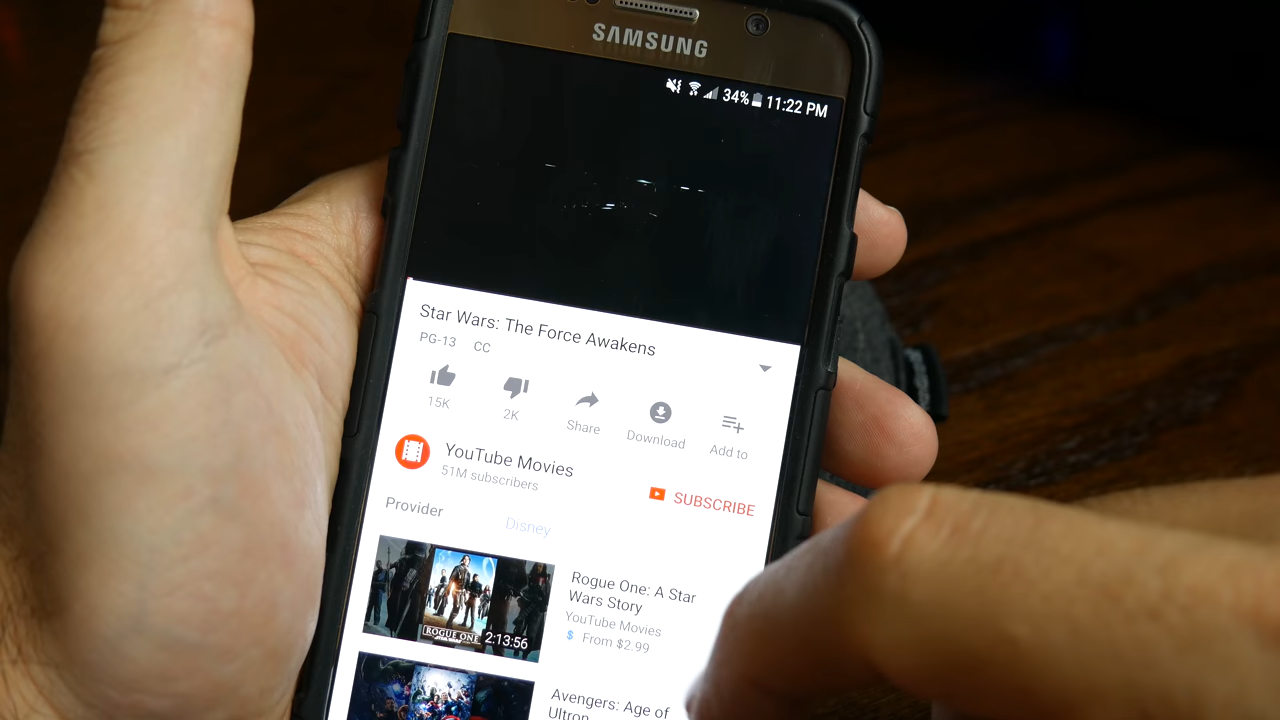 SAMSUNG
34% 11:22 PM
Star Wars: The Force Awakens
PG-13 CC
15K
2K
Share
Download
Add to
YouTube Movies
51M subscribers
SUBSCRIBE
Provider
Disney
ROGUE ONE
STAR WARS
2:13:56
Rogue One: A Star
Wars Story
YouTube Movies
$ From $2.99
Avengers: Age of
Ultron